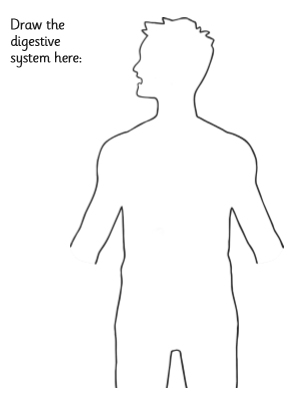 Draw the
digestive
system here: